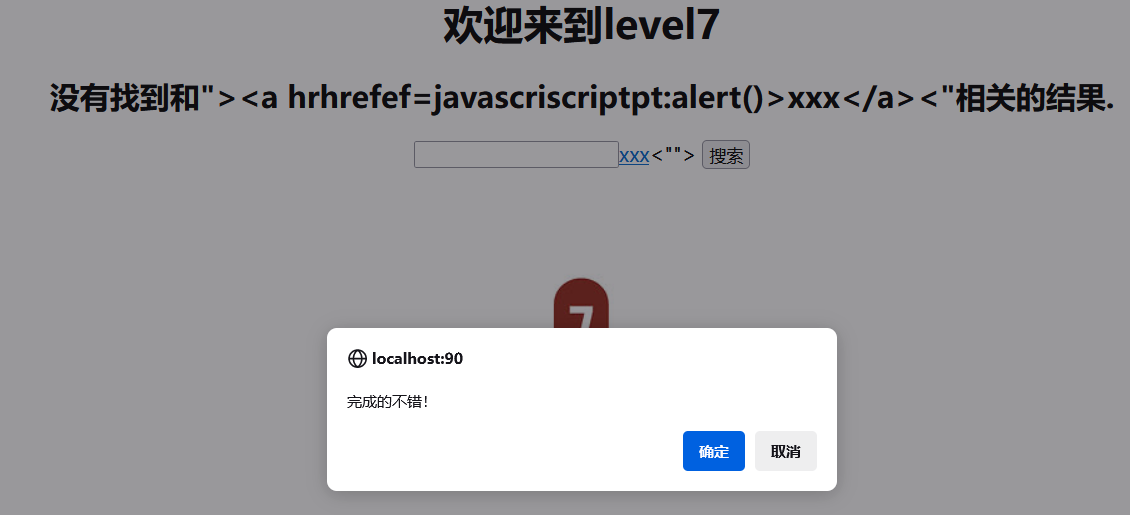 欢迎来到level7
没有找到和"><a hrhrefef=javascriscriptpt:alert()>xxx</a><"相关的结果.
xxx<""> 搜索
7
localhost:90
完成的不错!
确定 取消